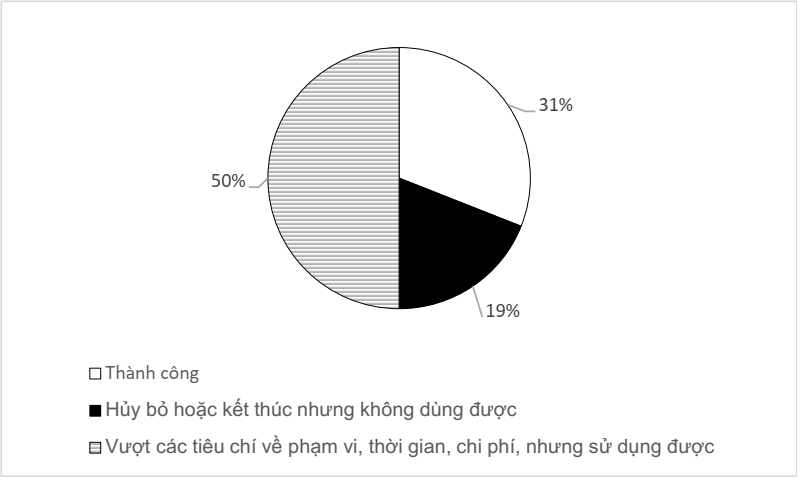 31%
50%
19%
Thành công
Hủy bỏ hoặc kết thúc nhưng không dùng được
Vượt các tiêu chí về phạm vi, thời gian, chi phí, nhưng sử dụng được